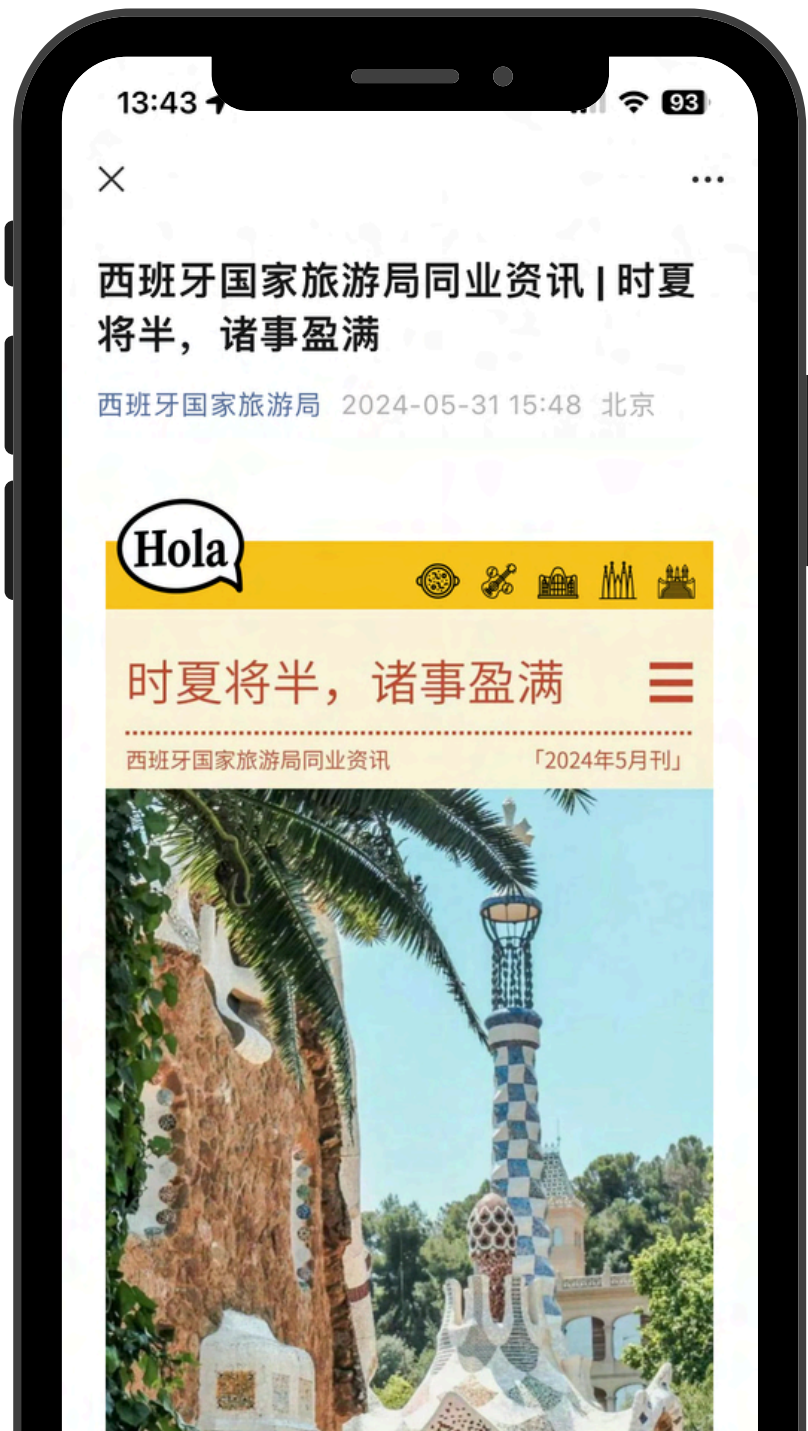 13:43
93
西班牙国家旅游局同业资讯 | 时夏
将半，诸事盈满
西班牙国家旅游局 2024-05-31 15:48 北京
Hola
时夏将半，诸事盈满
西班牙国家旅游局同业资讯 「2024年5月刊」